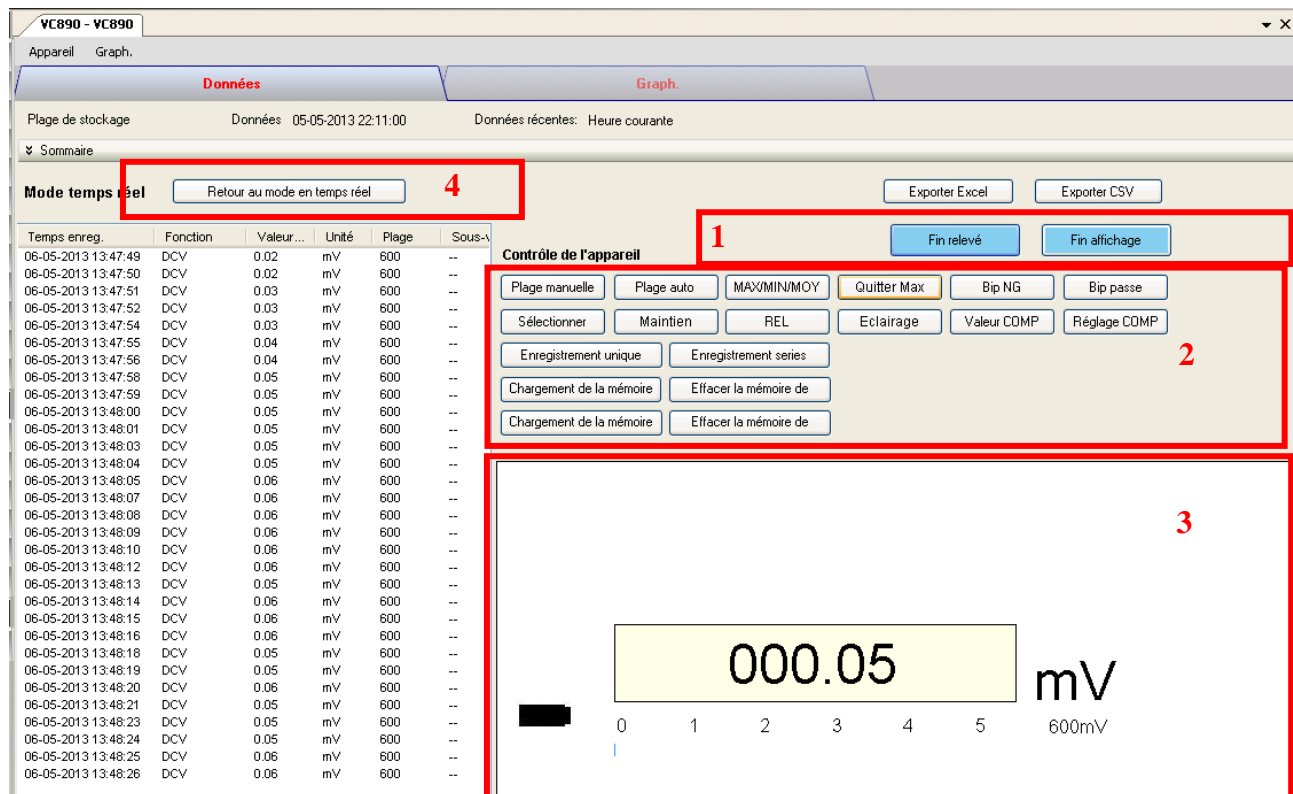 VC890 - VC890
Appareil Graph.
Données Graph.
Plage de stockage Données 05-05-2013 22:11:00 Données récentes: Heure courante
Sommaire
Mode temps réel Retour au mode en temps réel 4 Exporter Excel Exporter CSV
1 Fin relevé Fin affichage
Contrôle de l'appareil
Plage manuelle Plage auto MAX/MIN/MOY Quitter Max Bip NG Bip passe
Sélectionner Maintien REL Eclairage Valeur COMP Réglage COMP
Enregistrement unique Enregistrement series 2
Chargement de la mémoire Effacer la mémoire de
Chargement de la mémoire Effacer la mémoire de
Temps enreg. Fonction Valeur... Unité Plage Sous-
06-05-2013 13:47:49 DCV 0.02 mV 600 --
06-05-2013 13:47:50 DCV 0.02 mV 600 --
06-05-2013 13:47:51 DCV 0.03 mV 600 --
06-05-2013 13:47:52 DCV 0.03 mV 600 --
06-05-2013 13:47:54 DCV 0.03 mV 600 --
06-05-2013 13:47:55 DCV 0.04 mV 600 --
06-05-2013 13:47:56 DCV 0.04 mV 600 --
06-05-2013 13:47:58 DCV 0.05 mV 600 --
06-05-2013 13:47:59 DCV 0.05 mV 600 --
06-05-2013 13:48:00 DCV 0.05 mV 600 --
06-05-2013 13:48:01 DCV 0.05 mV 600 --
06-05-2013 13:48:03 DCV 0.05 mV 600 --
06-05-2013 13:48:04 DCV 0.05 mV 600 --
06-05-2013 13:48:05 DCV 0.06 mV 600 --
06-05-2013 13:48:07 DCV 0.06 mV 600 --
06-05-2013 13:48:08 DCV 0.06 mV 600 --
06-05-2013 13:48:09 DCV 0.06 mV 600 --
06-05-2013 13:48:10 DCV 0.06 mV 600 --
06-05-2013 13:48:12 DCV 0.06 mV 600 --
06-05-2013 13:48:13 DCV 0.05 mV 600 --
06-05-2013 13:48:14 DCV 0.06 mV 600 --
06-05-2013 13:48:15 DCV 0.06 mV 600 --
06-05-2013 13:48:16 DCV 0.06 mV 600 --
06-05-2013 13:48:18 DCV 0.05 mV 600 --
06-05-2013 13:48:19 DCV 0.05 mV 600 --
06-05-2013 13:48:20 DCV 0.06 mV 600 --
06-05-2013 13:48:21 DCV 0.05 mV 600 --
06-05-2013 13:48:23 DCV 0.05 mV 600 --
06-05-2013 13:48:24 DCV 0.05 mV 600 --
06-05-2013 13:48:25 DCV 0.06 mV 600 --
06-05-2013 13:48:26 DCV 0.06 mV 600 --
3
000.05 mV
0 1 2 3 4 5 600mV